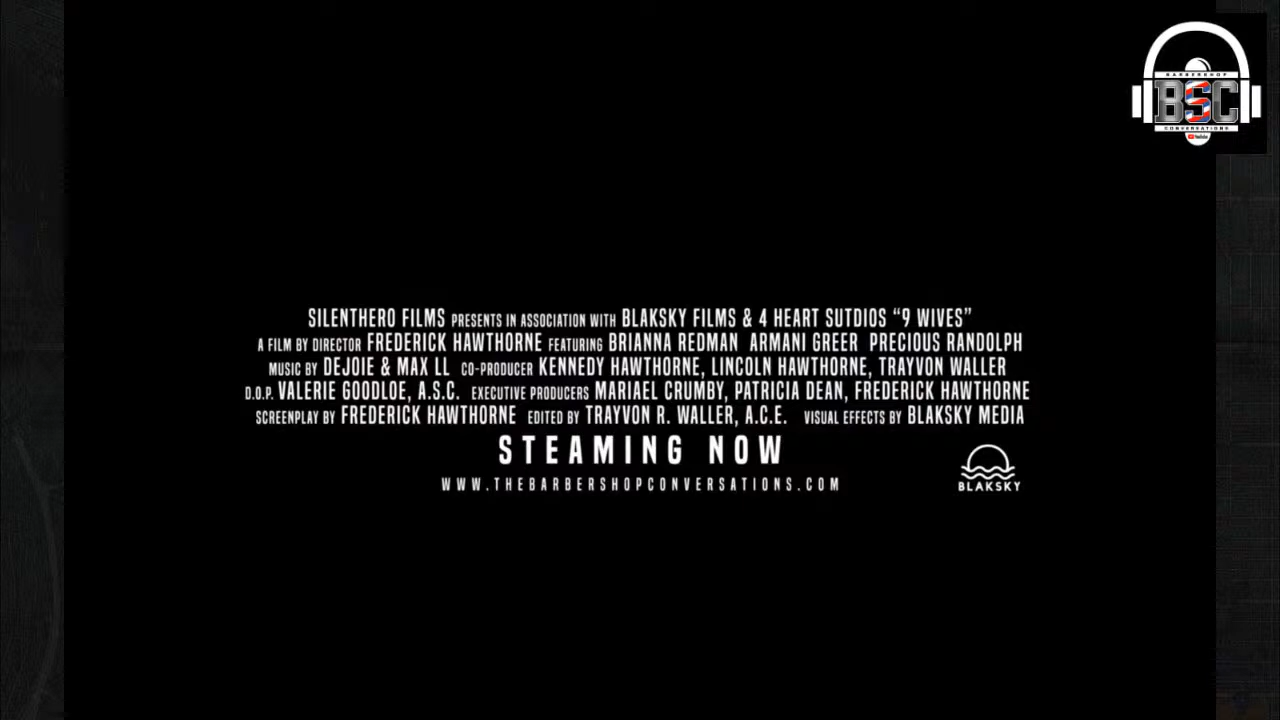 BARBERSHOP
BSC
CONVERSATIONS
YouTube
SILENTHERO FILMS PRESENTS IN ASSOCIATION WITH BLAKSKY FILMS & 4 HEART SUTDIOS “9 WIVES”
A FILM BY DIRECTOR FREDERICK HAWTHORNE FEATURING BRIANNA REDMAN ARMANI GREER PRECIOUS RANDOLPH
MUSIC BY DEJOIE & MAX LL CO-PRODUCER KENNEDY HAWTHORNE, LINCOLN HAWTHORNE, TRAYVON WALLER
D.O.P. VALERIE GOODLOE, A.S.C. EXECUTIVE PRODUCERS MARIAEL CRUMBY, PATRICIA DEAN, FREDERICK HAWTHORNE
SCREENPLAY BY FREDERICK HAWTHORNE EDITED BY TRAYVON R. WALLER, A.C.E. VISUAL EFFECTS BY BLAKSKY MEDIA
STEAMING NOW
WWW.THEBARBERSHOPCONVERSATIONS.COM
BLAKSKY